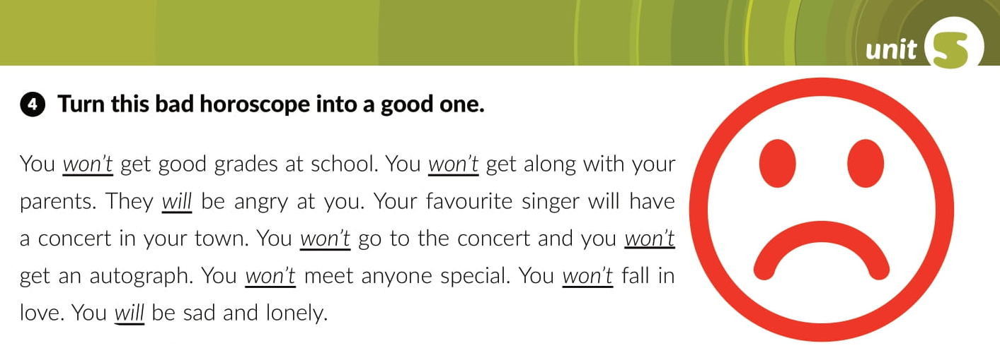 unit 5
4 Turn this bad horoscope into a good one.
You won't get good grades at school. You won't get along with your
parents. They will be angry at you. Your favourite singer will have
a concert in your town. You won't go to the concert and you won't
get an autograph. You won't meet anyone special. You won't fall in
love. You will be sad and lonely.